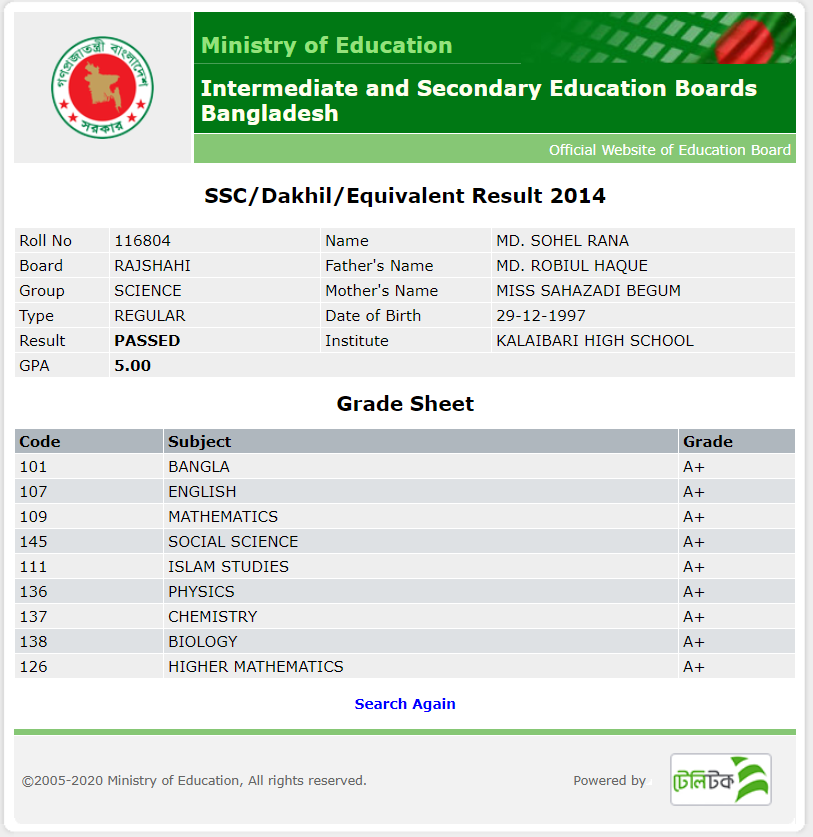 গণপ্রজাতন্ত্রী বাংলাদেশ
সরকার
Ministry of Education
Intermediate and Secondary Education Boards
Bangladesh
Official Website of Education Board
SSC/Dakhil/Equivalent Result 2014
Roll No 116804 Name MD. SOHEL RANA
Board RAJSHAHI Father's Name MD. ROBIUL HAQUE
Group SCIENCE Mother's Name MISS SAHAZADI BEGUM
Type REGULAR Date of Birth 29-12-1997
Result PASSED Institute KALAIBARI HIGH SCHOOL
GPA 5.00
Grade Sheet
Code Subject Grade
101 BANGLA A+
107 ENGLISH A+
109 MATHEMATICS A+
145 SOCIAL SCIENCE A+
111 ISLAM STUDIES A+
136 PHYSICS A+
137 CHEMISTRY A+
138 BIOLOGY A+
126 HIGHER MATHEMATICS A+
Search Again
©2005-2020 Ministry of Education, All rights reserved. Powered by টেলিটক